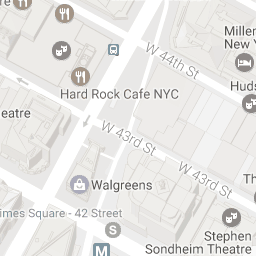 Millen
New Y
W 44th St
Hard Rock Cafe NYC
Huds
eatre
W 43rd St
W 43rd St
Walgreens
Th
imes Square - 42 Street
S
Stephen
Sondheim Theatre
M